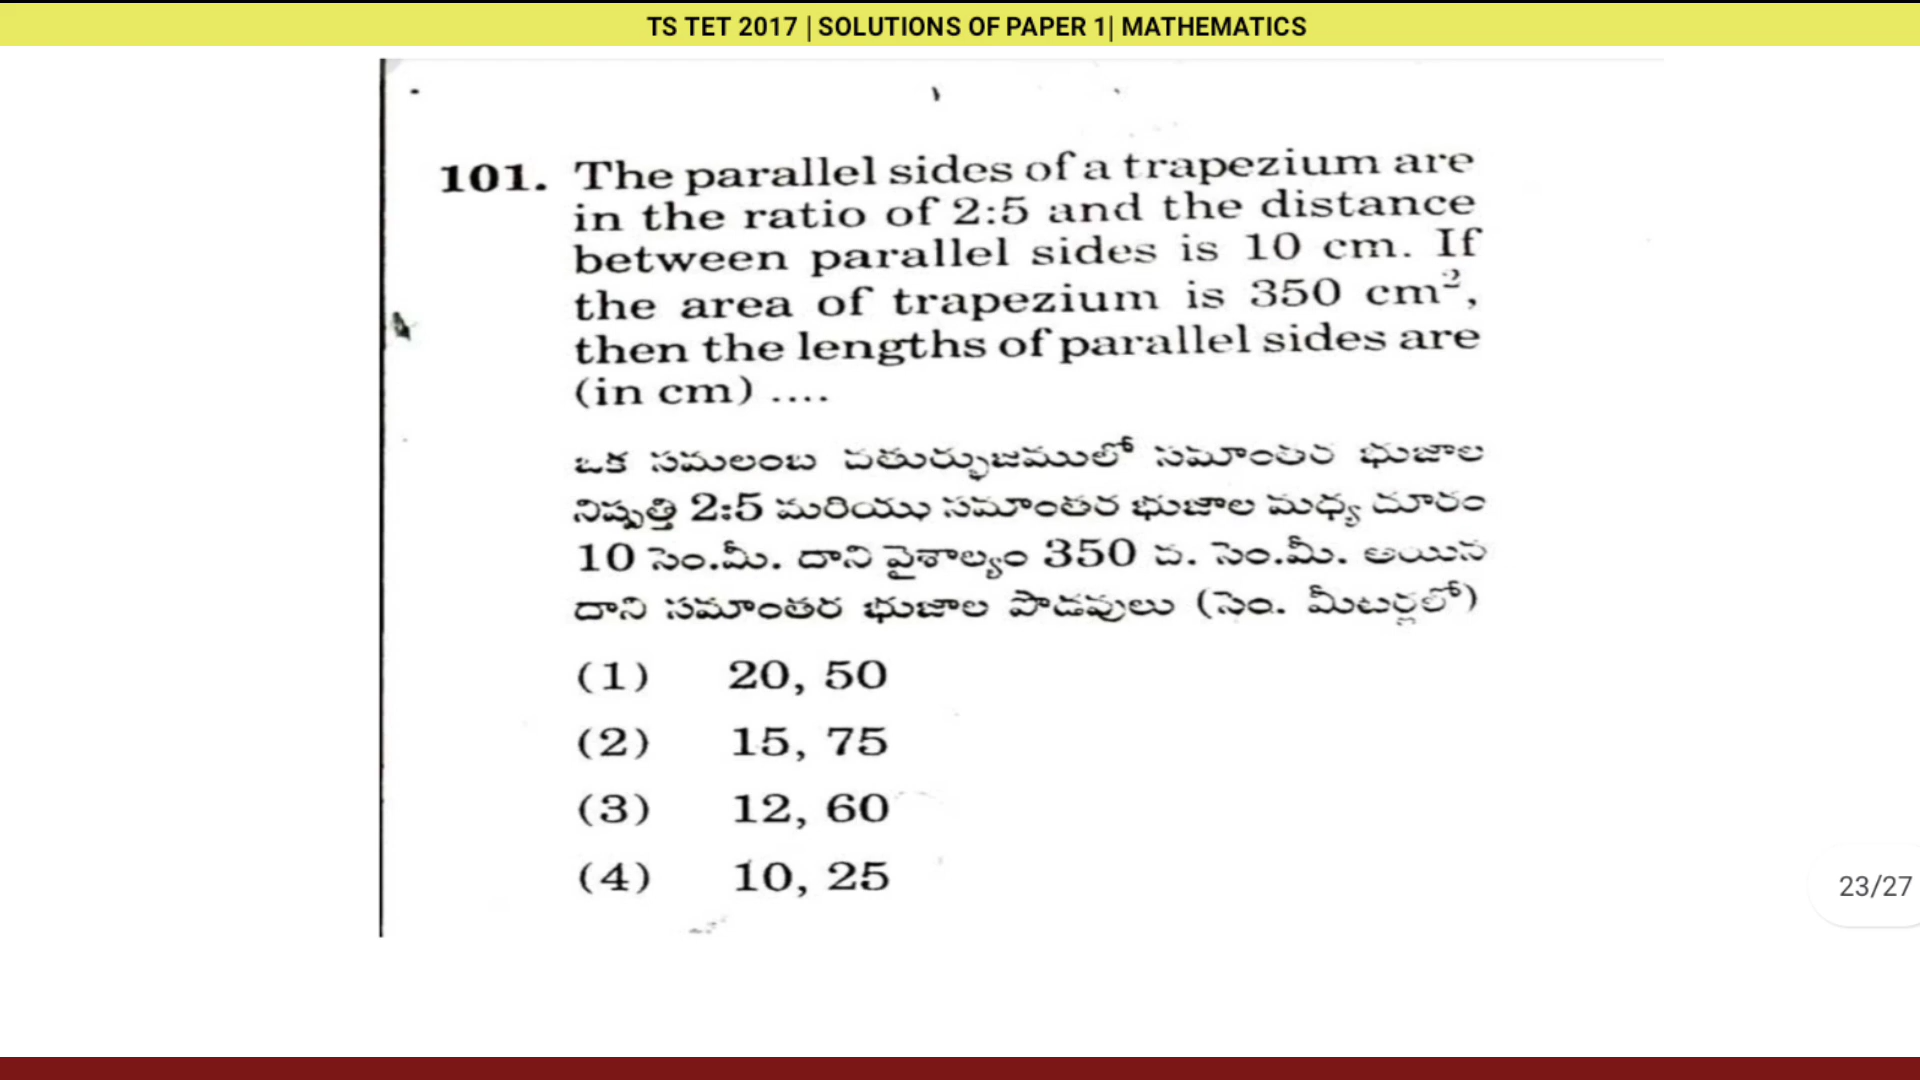 TS TET 2017 | SOLUTIONS OF PAPER 1| MATHEMATICS
101. The parallel sides of a trapezium are
in the ratio of 2:5 and the distance
between parallel sides is 10 cm. If
the area of trapezium is 350 cm²,
then the lengths of parallel sides are
(in cm) ....
ఒక సమలంబ చతుర్భుజములో సమాంతర భుజాల
నిష్పత్తి 2:5 మరియు సమాంతర భుజాల మధ్య దూరం
10 సెం.మీ. దాని వైశాల్యం 350 చ. సెం.మీ. అయిన
దాని సమాంతర భుజాల పొడవులు (సెం. మీటర్లలో)
(1) 20, 50
(2) 15, 75
(3) 12, 60
(4) 10, 25
23/27